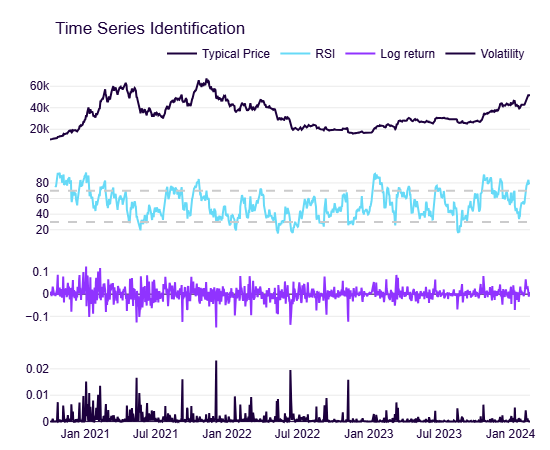 Time Series Identification
Typical Price RSI Log return Volatility
60k
40k
20k
80
60
40
20
0.1
0
−0.1
0.02
0.01
0
Jan 2021 Jul 2021 Jan 2022 Jul 2022 Jan 2023 Jul 2023 Jan 2024